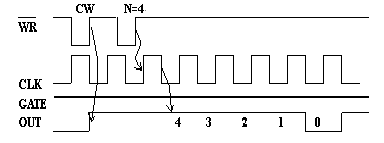 CW N=4
WR
CLK
GATE
OUT 4 3 2 1 0